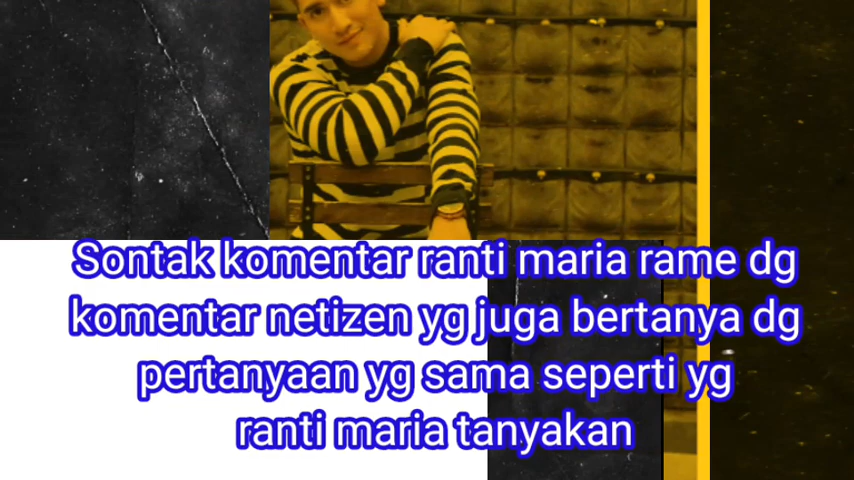 Sontak komentar ranti maria rame dg
komentar netizen yg juga bertanya dg
pertanyaan yg sama seperti yg
ranti maria tanyakan